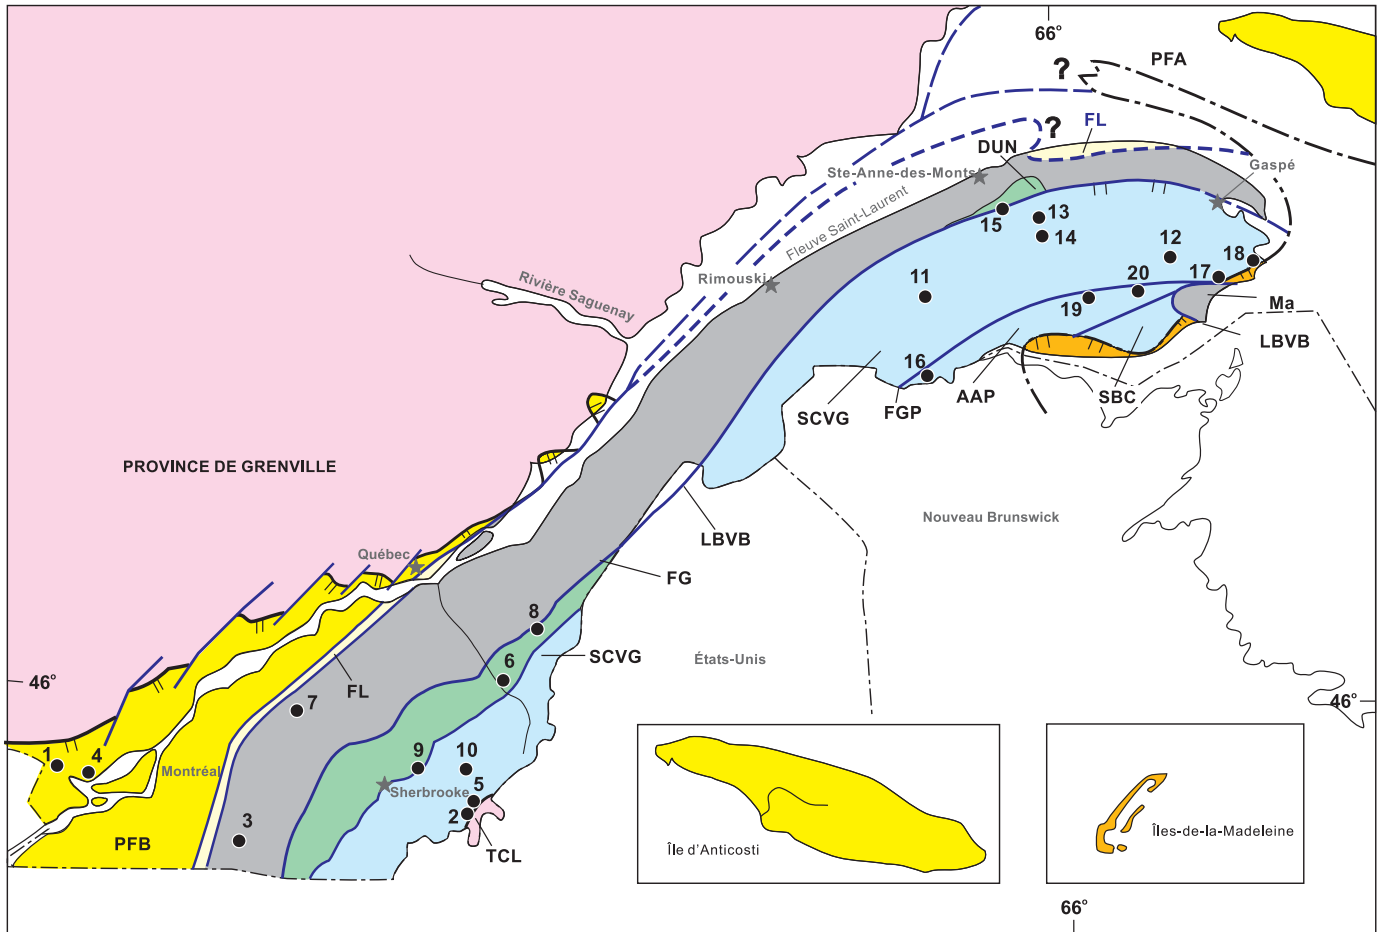 66°
PFA
?
?
FL
DUN
Gaspé
Ste-Anne-des-Monts
Fleuve Saint-Laurent
15
13
14
12
18
17
20
19
11
Rimouski
Rivière Saguenay
Ma
LBVB
16
SCVG
FGP
AAP
SBC
PROVINCE DE GRENVILLE
Nouveau Brunswick
Québec
LBVB
FG
8
SCVG
États-Unis
6
46°
FL
7
46°
1
4
Montréal
9
10
Sherbrooke
5
2
3
PFB
TCL
Île d'Anticosti
Îles-de-la-Madeleine
66°